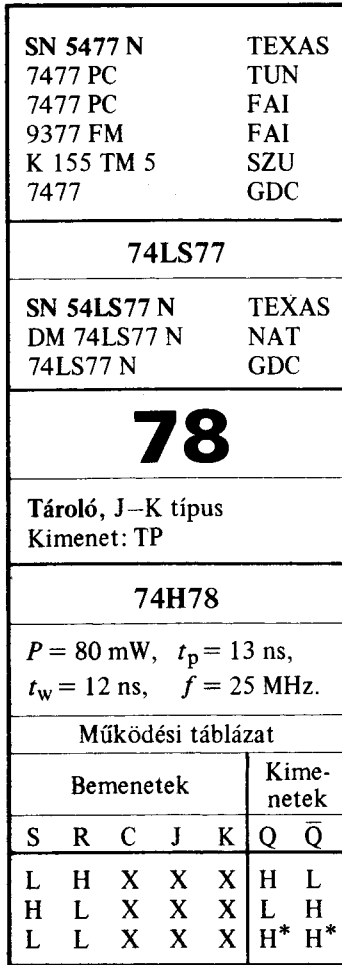 SN 5477 N TEXAS
7477 PC TUN
7477 PC FAI
9377 FM FAI
K 155 TM 5 SZU
7477 GDC
74LS77
SN 54LS77 N TEXAS
DM 74LS77 N NAT
74LS77 N GDC
78
Tároló, J–K típus
Kimenet: TP
74H78
P = 80 mW, tp = 13 ns,
tw = 12 ns, f = 25 MHz.
Működési táblázat
Bemenetek Kime-
netek
S R C J K Q Q̅
L H X X X H L
H L X X X L H
L L X X X H* H*